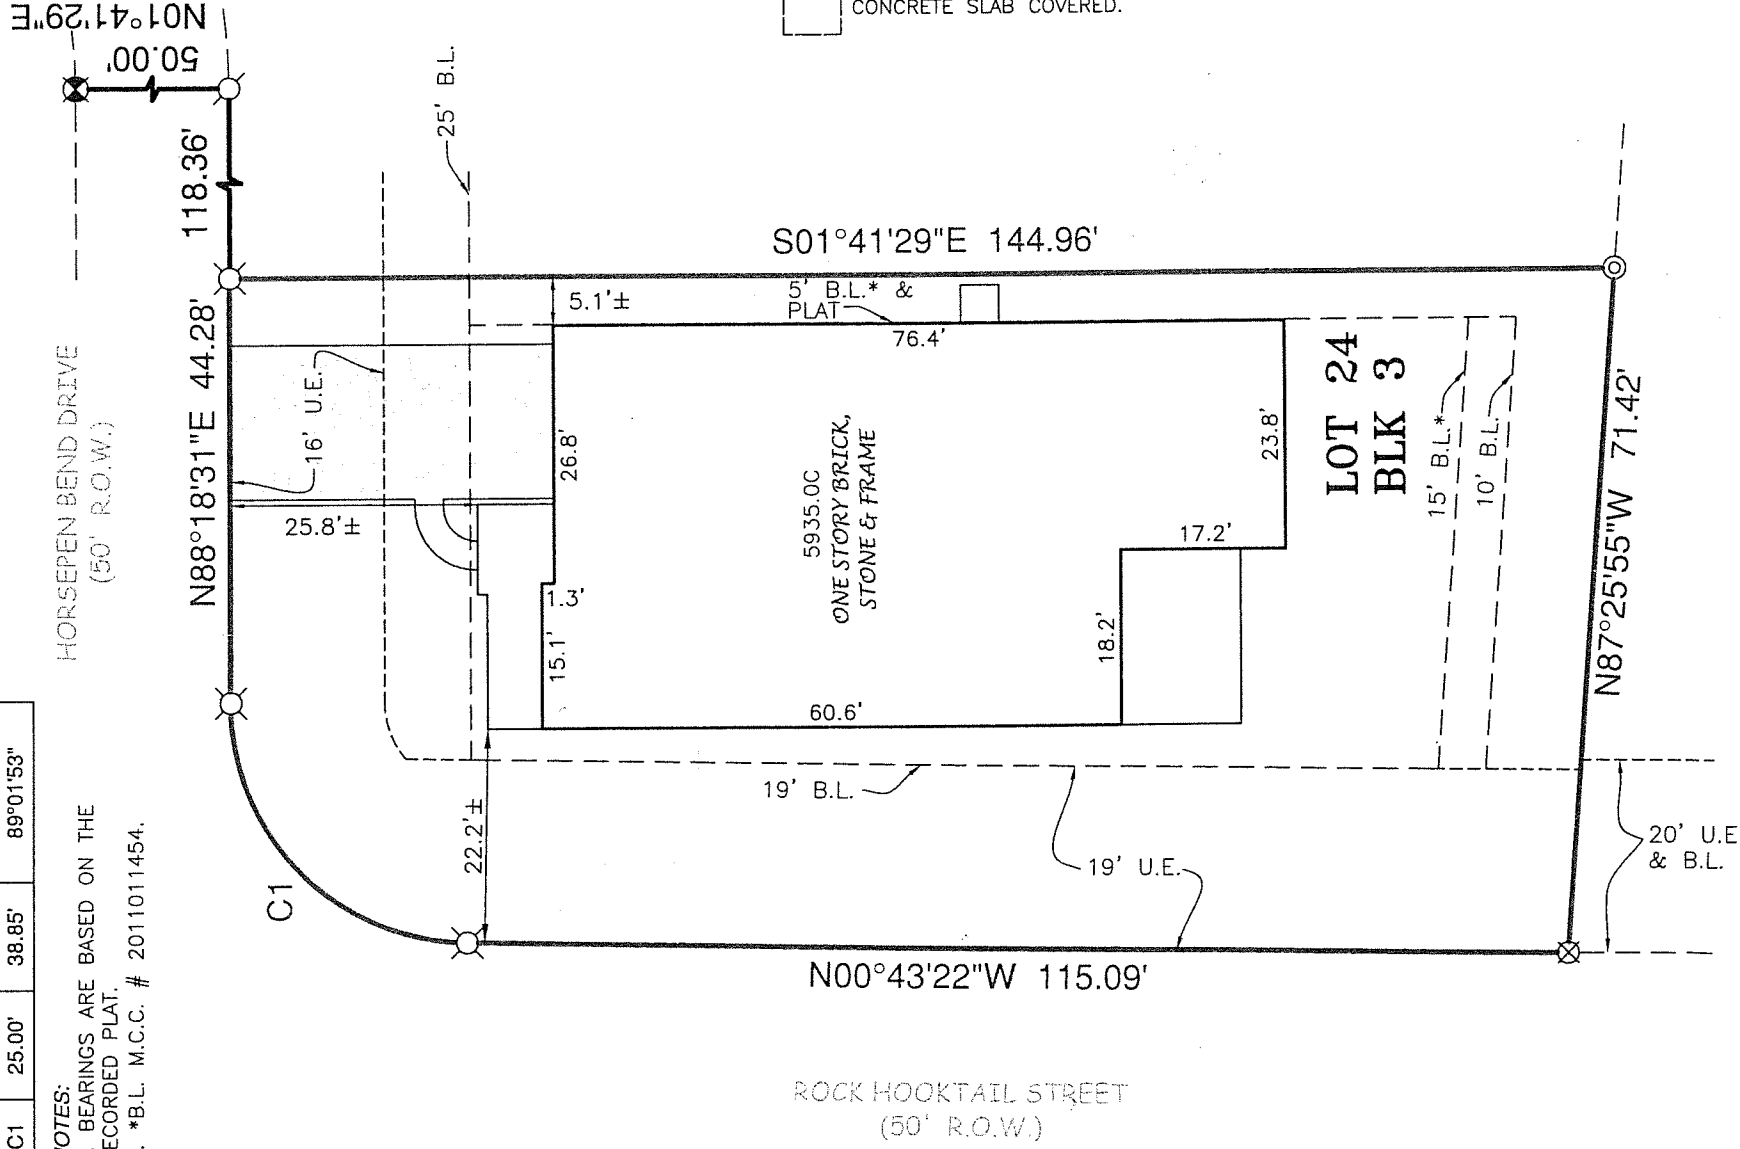 N01°41'29"E
50.00'
CONCRETE SLAB COVERED.
118.36'
25' B.L.
S01°41'29"E 144.96'
5.1'±
5' B.L.* &
PLAT
76.4'
HORSEPEN BEND DRIVE
(50' R.O.W.)
N88°18'31"E 44.28'
16' U.E.
25.8'±
26.8'
1.3'
15.1'
5935.0C
ONE STORY BRICK,
STONE & FRAME
23.8'
17.2'
18.2'
60.6'
LOT 24
BLK 3
15' B.L.*
10' B.L.
N87°25'55"W 71.42'
19' B.L.
22.2'±
19' U.E.
20' U.E
& B.L.
C1
N00°43'22"W 115.09'
ROCK HOOKTAIL STREET
(50' R.O.W.)
C1 25.00' 38.85' 89°01'53"
OTES:
BEARINGS ARE BASED ON THE
ECORDED PLAT.
. *B.L. M.C.C. # 2011011454.